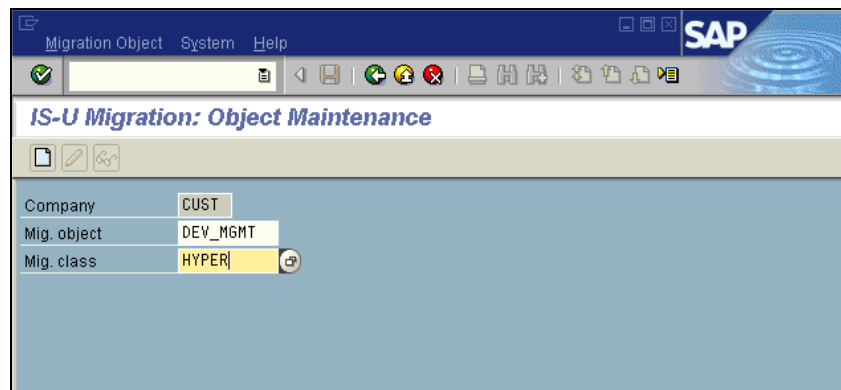 Migration Object System Help
SAP
IS-U Migration: Object Maintenance
Company CUST
Mig. object DEV_MGMT
Mig. class HYPER